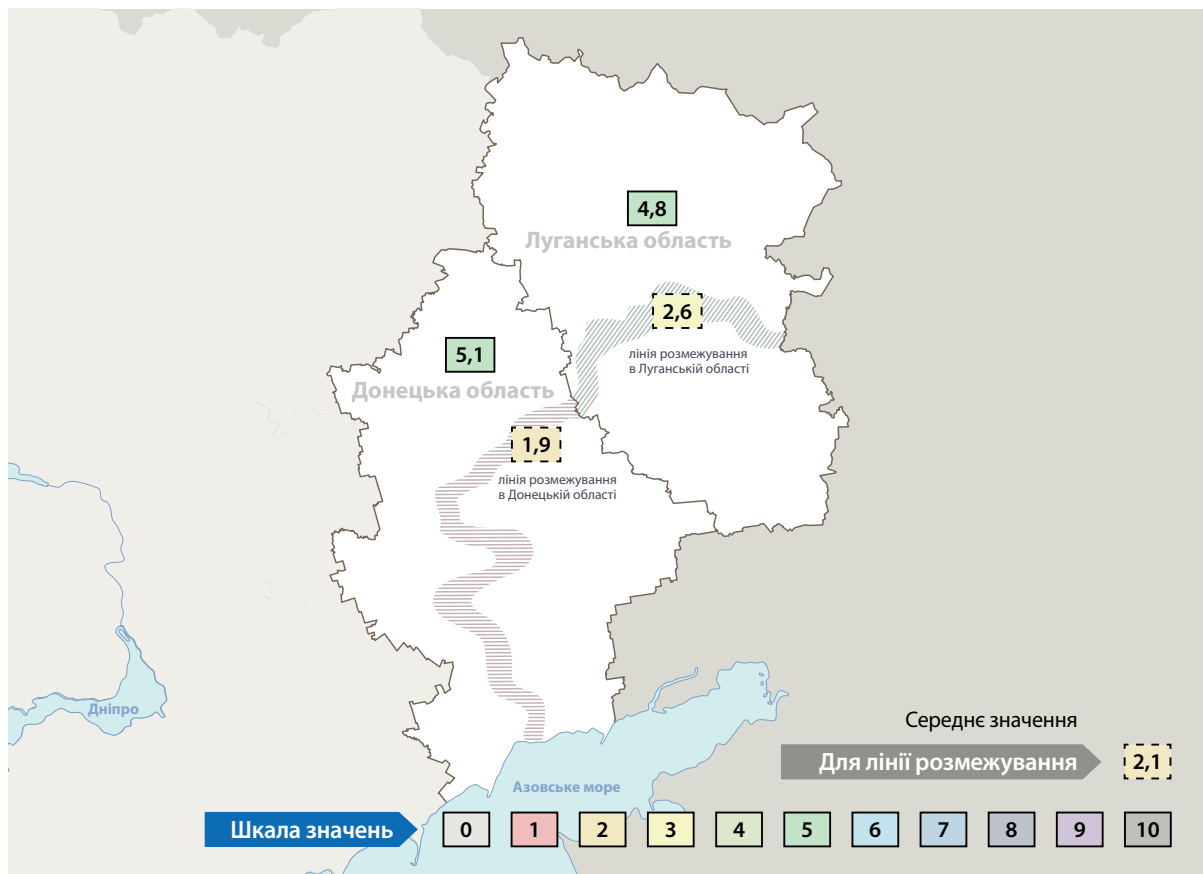 4,8
Луганська область
2,6
лінія розмежування
в Луганській області
5,1
Донецька область
1,9
лінія розмежування
в Донецькій області
Дніпро
Середнє значення
Для лінії розмежування
2,1
Азовське море
Шкала значень
0 1 2 3 4 5 6 7 8 9 10